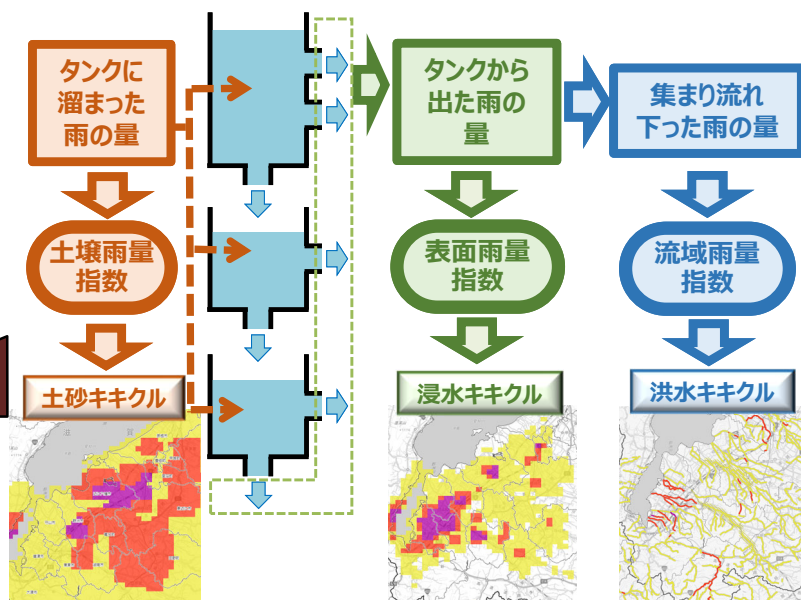 タンクに
溜まった
雨の量
タンクから
出た雨の
量
集まり流れ
下った雨の量
土壌雨量
指数
表面雨量
指数
流域雨量
指数
土砂キキクル
浸水キキクル
洪水キキクル